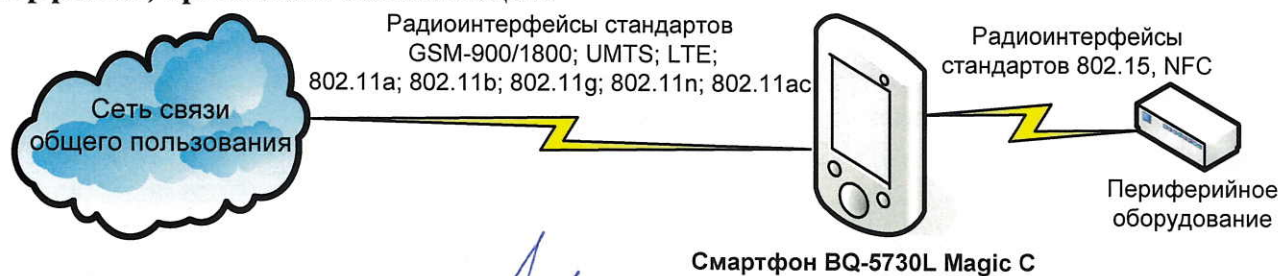 Радиоинтерфейсы стандартов
GSM-900/1800; UMTS; LTE;
802.11a; 802.11b; 802.11g; 802.11n; 802.11ac
Сеть связи
общего пользования
Радиоинтерфейсы
стандартов 802.15, NFC
Периферийное
оборудование
Смартфон BQ-5730L Magic C